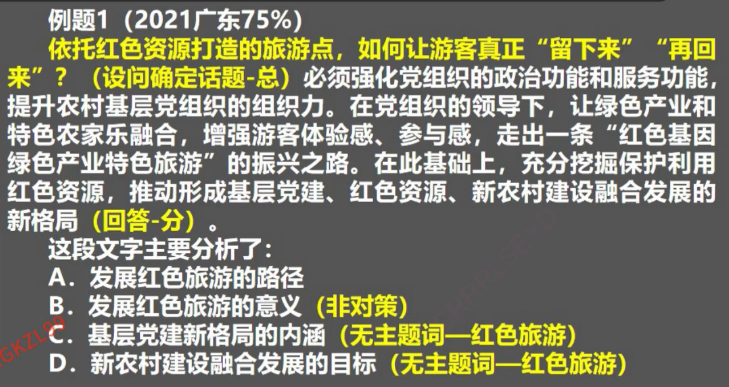 例题1（2021广东75%）
依托红色资源打造的旅游点，如何让游客真正“留下来”“再回
来”？（设问确定话题-总）必须强化党组织的政治功能和服务功能，
提升农村基层党组织的组织力。在党组织的领导下，让绿色产业和
特色农家乐融合，增强游客体验感、参与感，走出一条“红色基因
绿色产业特色旅游”的振兴之路。在此基础上，充分挖掘保护利用
红色资源，推动形成基层党建、红色资源、新农村建设融合发展的
新格局（回答-分）。
这段文字主要分析了：
A．发展红色旅游的路径
B．发展红色旅游的意义（非对策）
C．基层党建新格局的内涵（无主题词—红色旅游）
D．新农村建设融合发展的目标（无主题词—红色旅游）